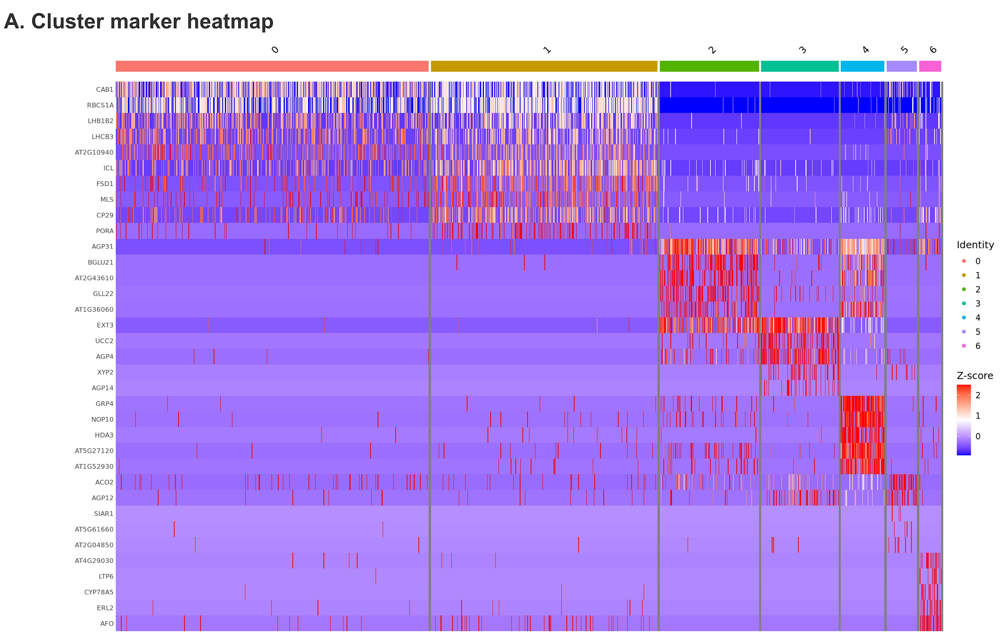 A. Cluster marker heatmap
0 1 2 3 4 5 6
CAB1
RBCS1A
LHB1B2
LHCB3
AT2G10940
ICL
FSD1
MLS
CP29
PORA
AGP31
BGLU21
AT2G43610
GLL22
AT1G36060
EXT3
UCC2
AGP4
XYP2
AGP14
GRP4
NOP10
HDA3
AT5G27120
AT1G52930
ACO2
AGP12
SIAR1
AT5G61660
AT2G04850
AT4G29030
LTP6
CYP78A5
ERL2
AFO
Identity
0
1
2
3
4
5
6
Z-score
2
1
0